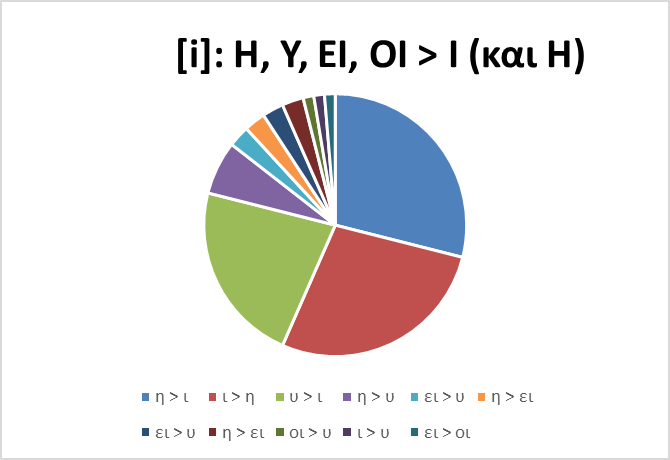 [i]: Η, Υ, ΕΙ, ΟΙ > Ι (και Η)
η > ι ι > η υ > ι η > υ ει > υ η > ει
ει > υ η > ει οι > υ ι > υ ει > οι